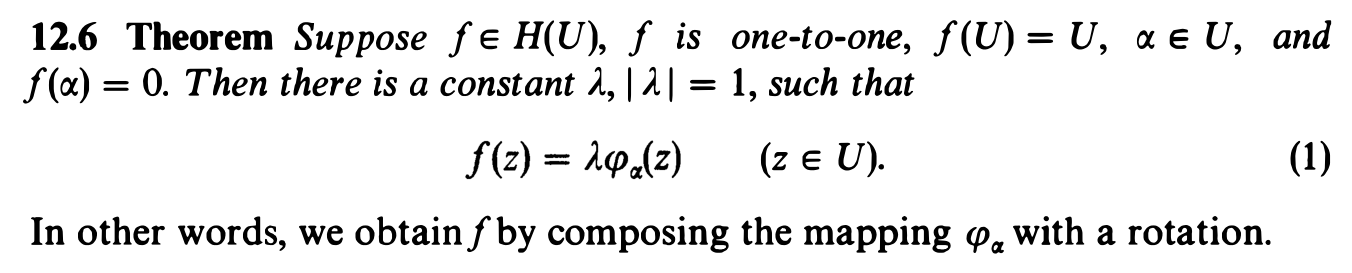 12.6 Theorem Suppose f ∈ H(U), f is one-to-one, f(U) = U, α ∈ U, and
f(α) = 0. Then there is a constant λ, |λ| = 1, such that
f(z) = λφ_α(z) (z ∈ U). (1)
In other words, we obtain f by composing the mapping φ_α with a rotation.